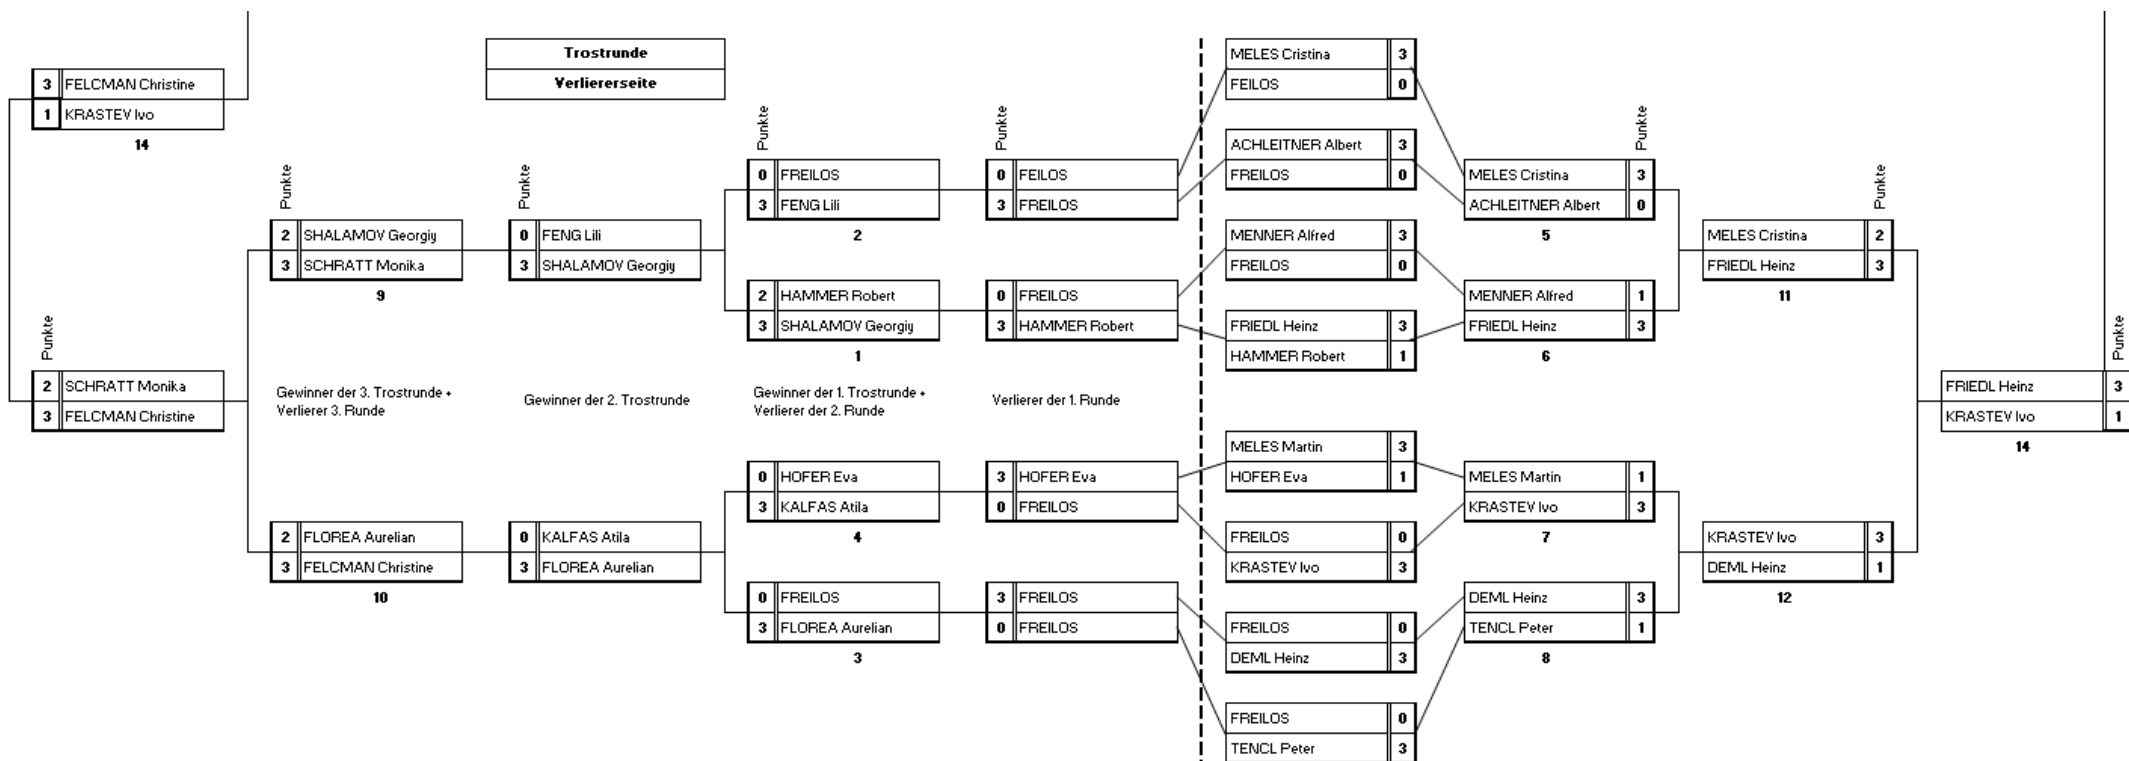 3 FELCMAN Christine
1 KRASTEV Ivo
14
Punkte
2 SCHRATT Monika
3 FELCMAN Christine
Punkte
2 SHALAMOV Georgiy
3 SCHRATT Monika
9
Gewinner der 3. Trostrunde +
Verlierer 3. Runde
2 FLOREA Aurelian
3 FELCMAN Christine
10
Trostrunde
Verliererseite
Punkte
0 FENG Lili
3 SHALAMOV Georgiy
Gewinner der 2. Trostrunde
0 KALFAS Atila
3 FLOREA Aurelian
Punkte
0 FREILOS
3 FENG Lili
2
2 HAMMER Robert
3 SHALAMOV Georgiy
1
Gewinner der 1. Trostrunde +
Verlierer der 2. Runde
0 HOFER Eva
3 KALFAS Atila
4
0 FREILOS
3 FLOREA Aurelian
3
Punkte
0 FEILOS
3 FREILOS
0 FREILOS
3 HAMMER Robert
Verlierer der 1. Runde
3 HOFER Eva
0 FREILOS
3 FREILOS
0 FREILOS
MELES Cristina 3
FEILOS 0
ACHLEITNER Albert 3
FREILOS 0
MENNER Alfred 3
FREILOS 0
FRIEDL Heinz 3
HAMMER Robert 1
MELES Martin 3
HOFER Eva 1
FREILOS 0
KRASTEV Ivo 3
FREILOS 0
DEML Heinz 3
FREILOS 0
TENCL Peter 3
Punkte
MELES Cristina 3
ACHLEITNER Albert 0
5
MENNER Alfred 1
FRIEDL Heinz 3
6
MELES Martin 1
KRASTEV Ivo 3
7
DEML Heinz 3
TENCL Peter 1
8
Punkte
MELES Cristina 2
FRIEDL Heinz 3
11
KRASTEV Ivo 3
DEML Heinz 1
12
Punkte
FRIEDL Heinz 3
KRASTEV Ivo 1
14